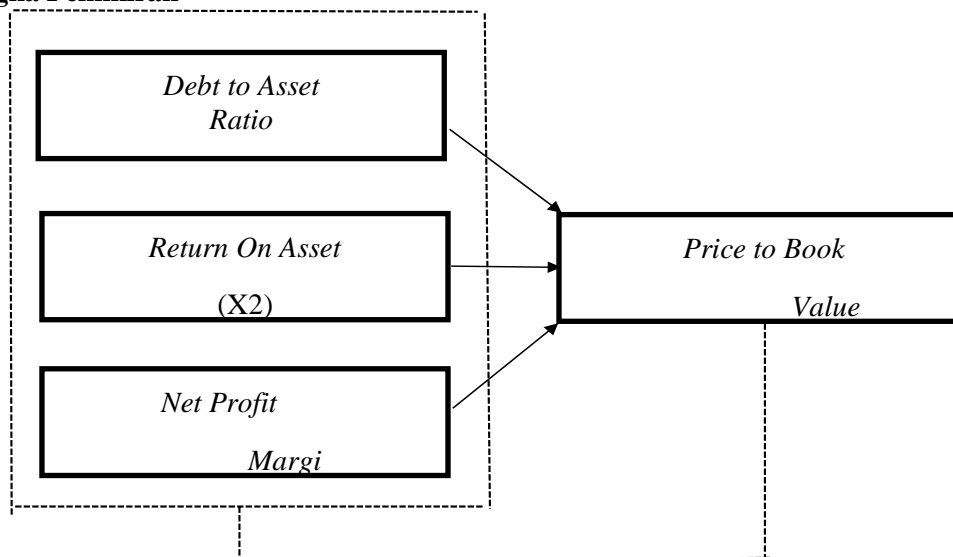 Debt to Asset
Ratio
Return On Asset
(X2)
Price to Book
Value
Net Profit
Margi